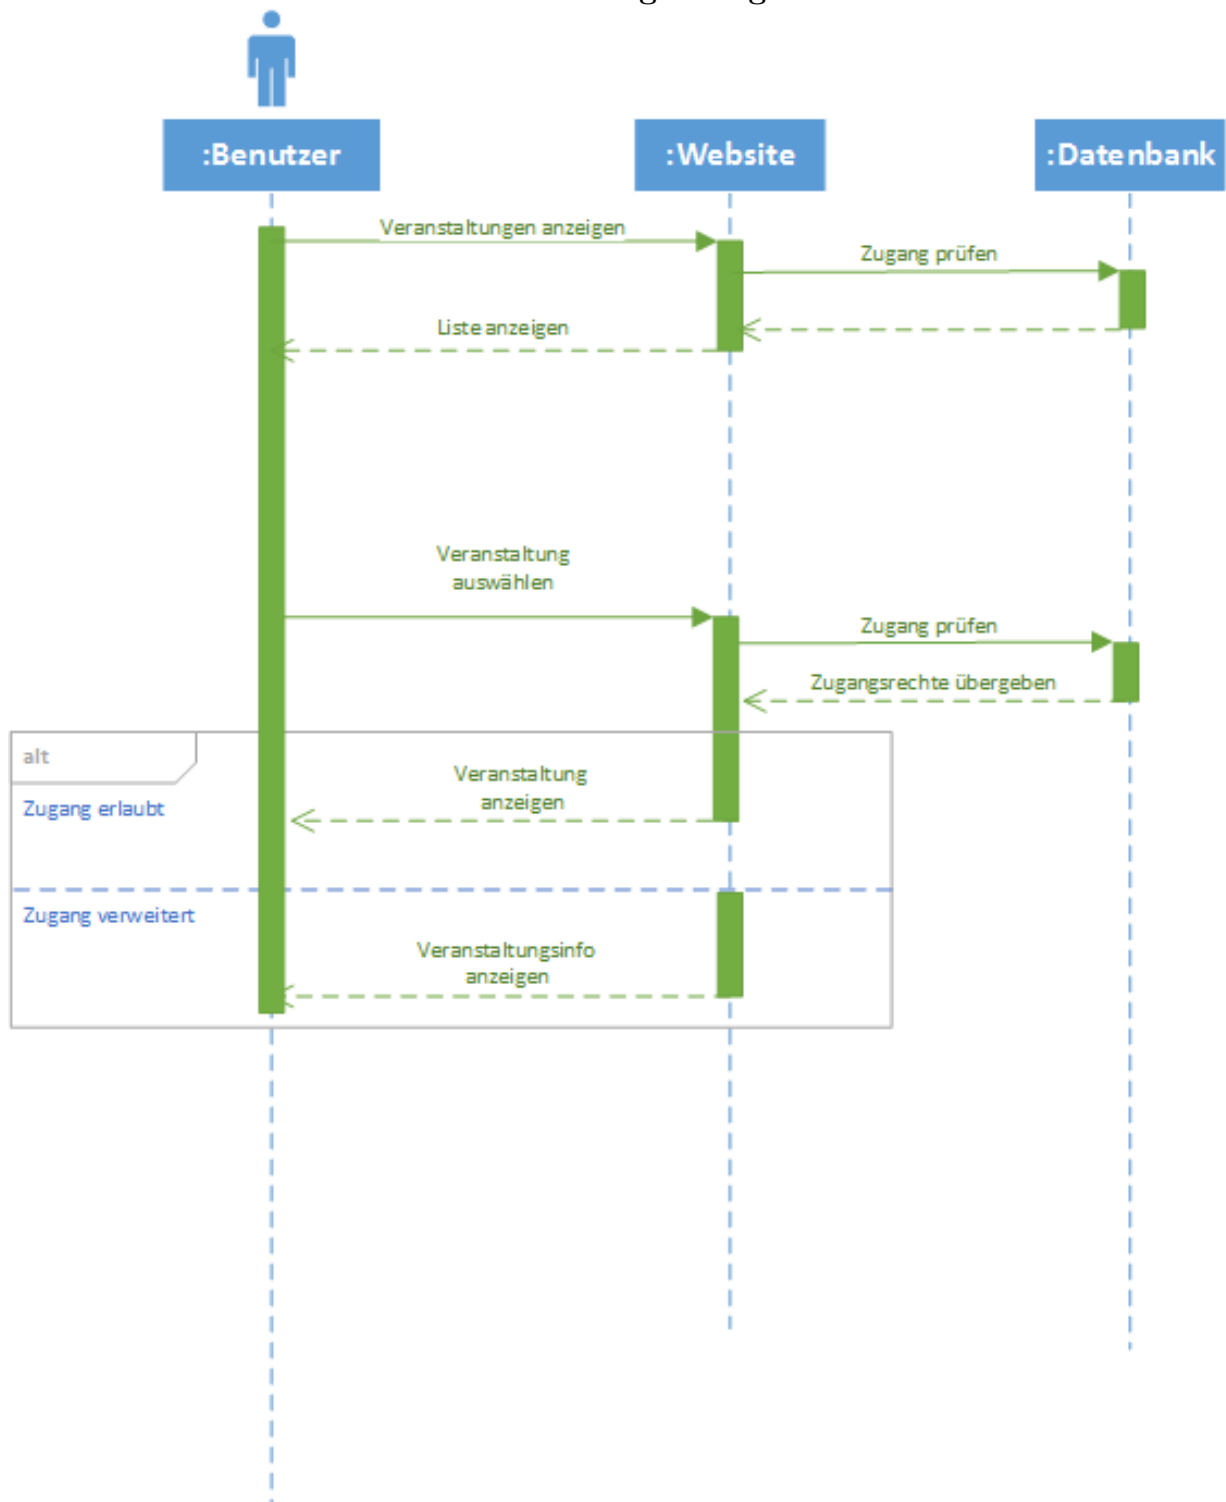 :Benutzer
:Website
:Datenbank
Veranstaltungen anzeigen
Zugang prüfen
Liste anzeigen
Veranstaltung
auswählen
Zugang prüfen
Zugangsrechte übergeben
alt
Veranstaltung
anzeigen
Zugang erlaubt
Zugang verweitert
Veranstaltungsinfo
anzeigen